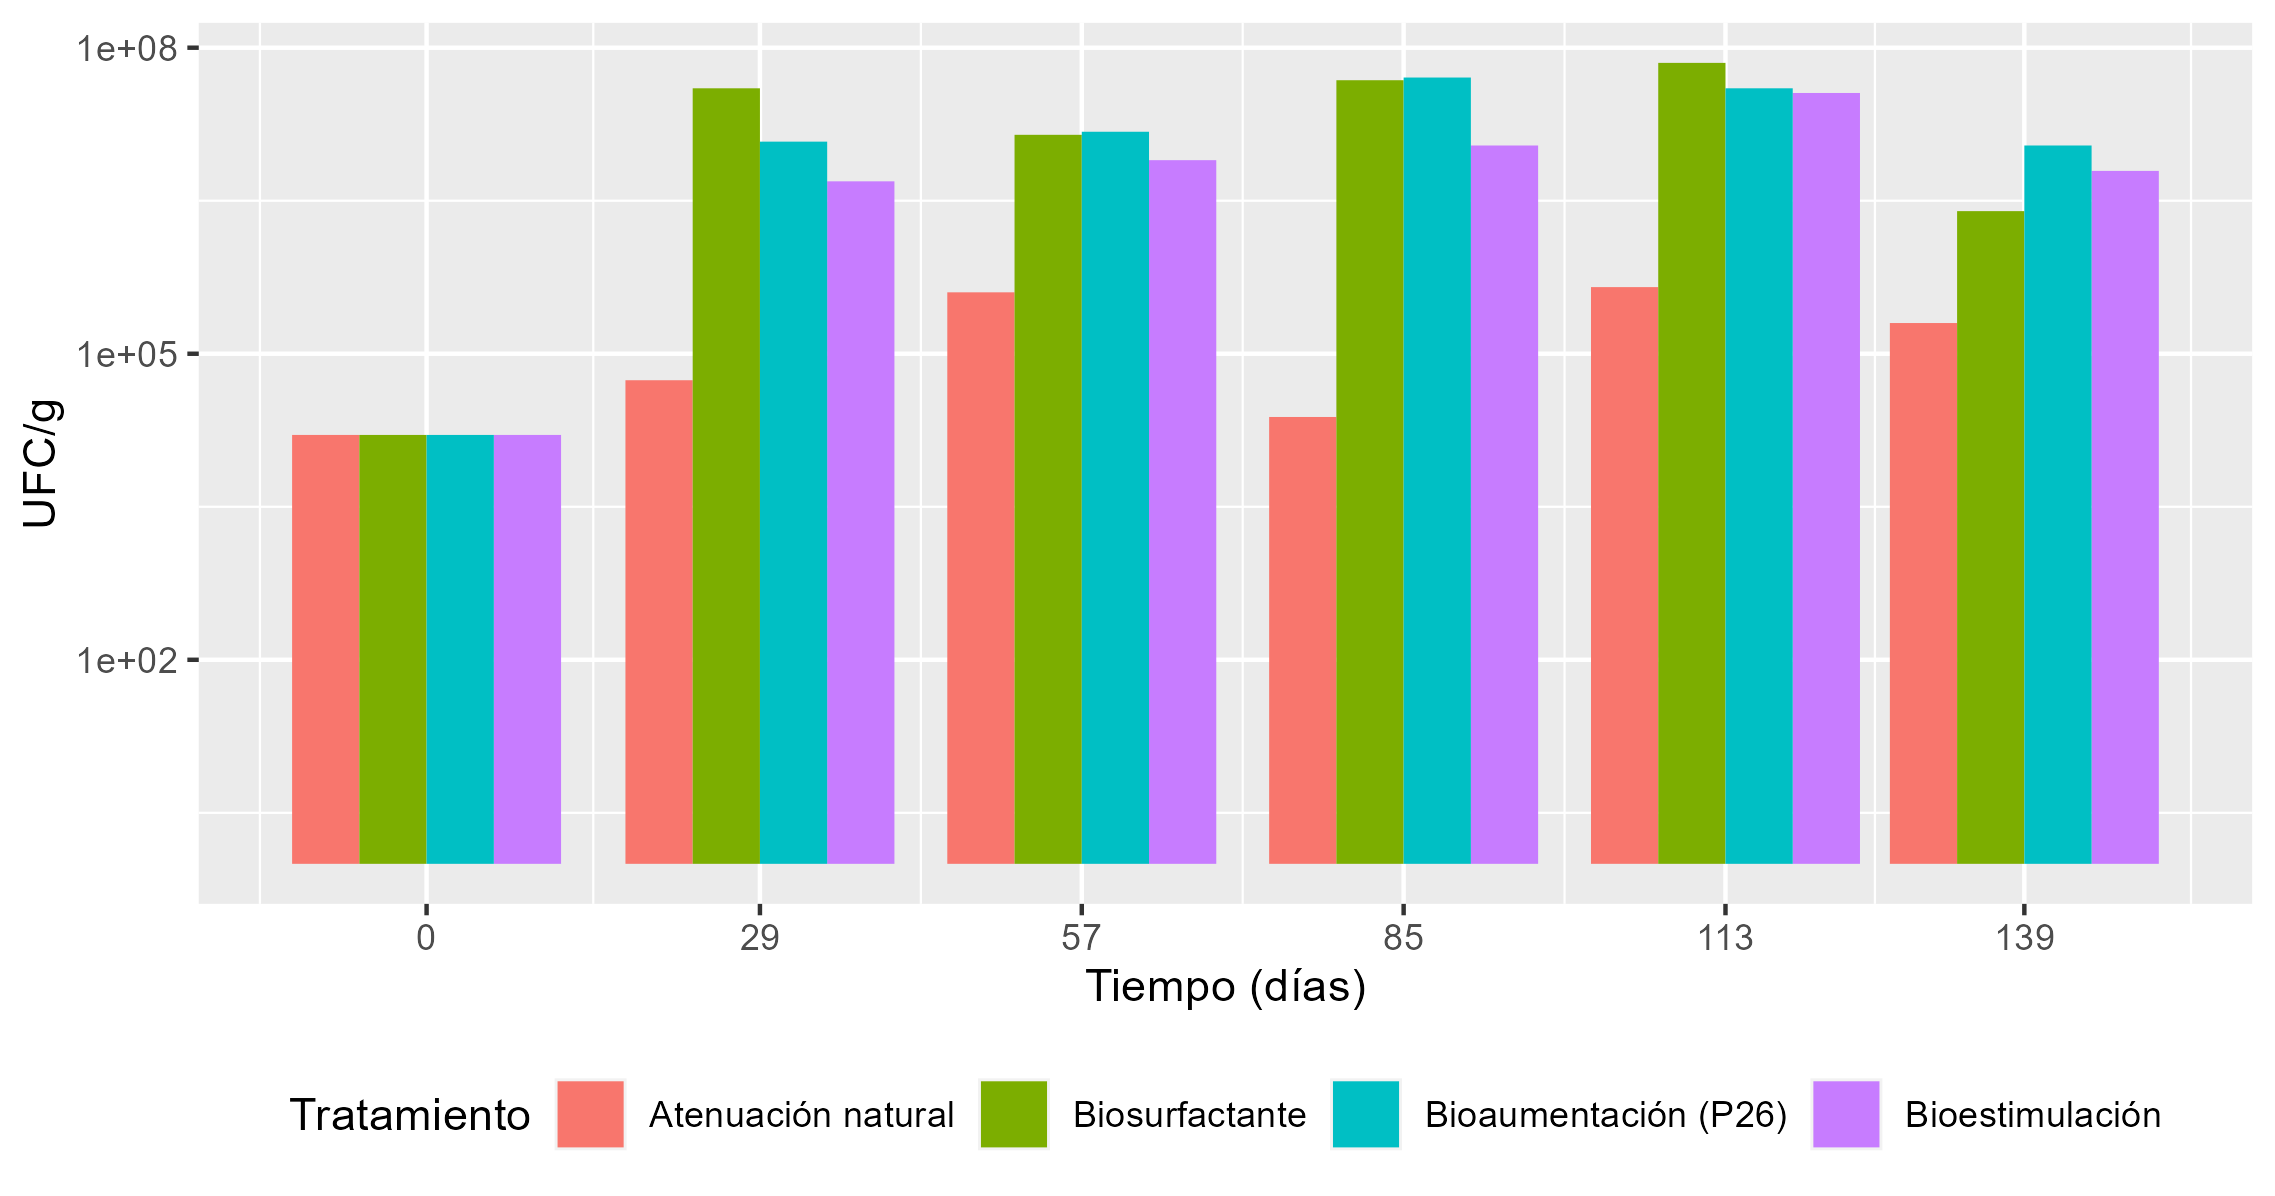 1e+08
1e+05
1e+02
UFC/g
0 29 57 85 113 139
Tiempo (días)
Tratamiento Atenuación natural Biosurfactante Bioaumentación (P26) Bioestimulación